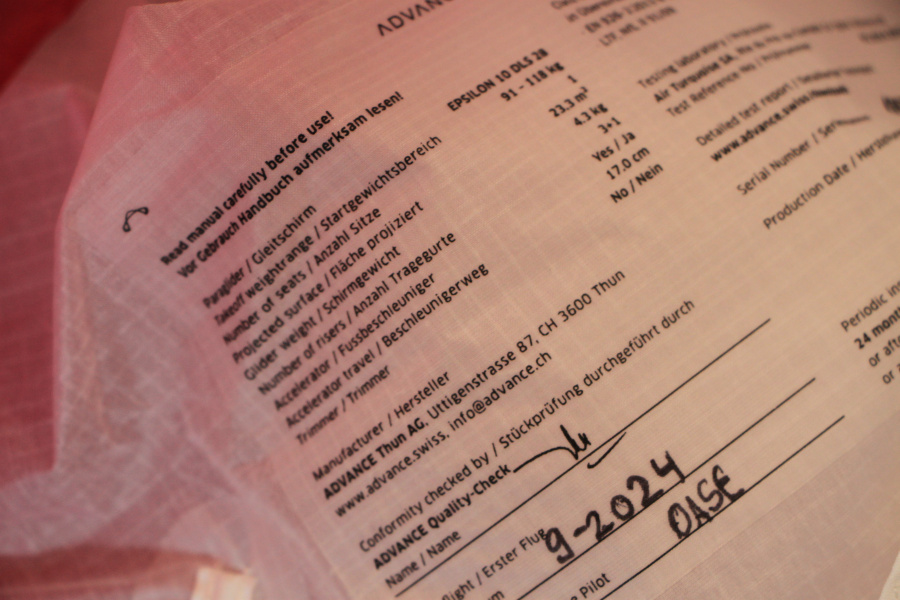 Read manual carefully before use!
Vor Gebrauch Handbuch aufmerksam lesen!
Paraglider / Gleitschirm EPSILON 10 DLS 28
Takeoff weightrange / Startgewichtsbereich 91 - 118 kg
Number of seats / Anzahl Sitze 1
Projected surface / Fläche projiziert 22.3 m²
Glider weight / Schirmgewicht 4.3 kg
Number of risers / Anzahl Tragegurte 3+1
Accelerator / Fussbeschleuniger Yes / Ja
Accelerator travel / Beschleunigerweg 17.0 cm
Trimmer / Trimmer No / Nein
Manufacturer / Hersteller
ADVANCE Thun AG, Uttigenstrasse 87, CH 3600 Thun
www.advance.swiss, info@advance.ch
Conformity checked by / Stückprüfung durchgeführt durch
ADVANCE Quality-Check
Name / Name
/ Erster Flug 9-2024
Pilot OASE
Testing laboratory /
Air Turquoise SA,
Test Reference No /
Detailed test report /
www.advance.swiss
Serial Number /
Production Date /
Periodic
24
or
or